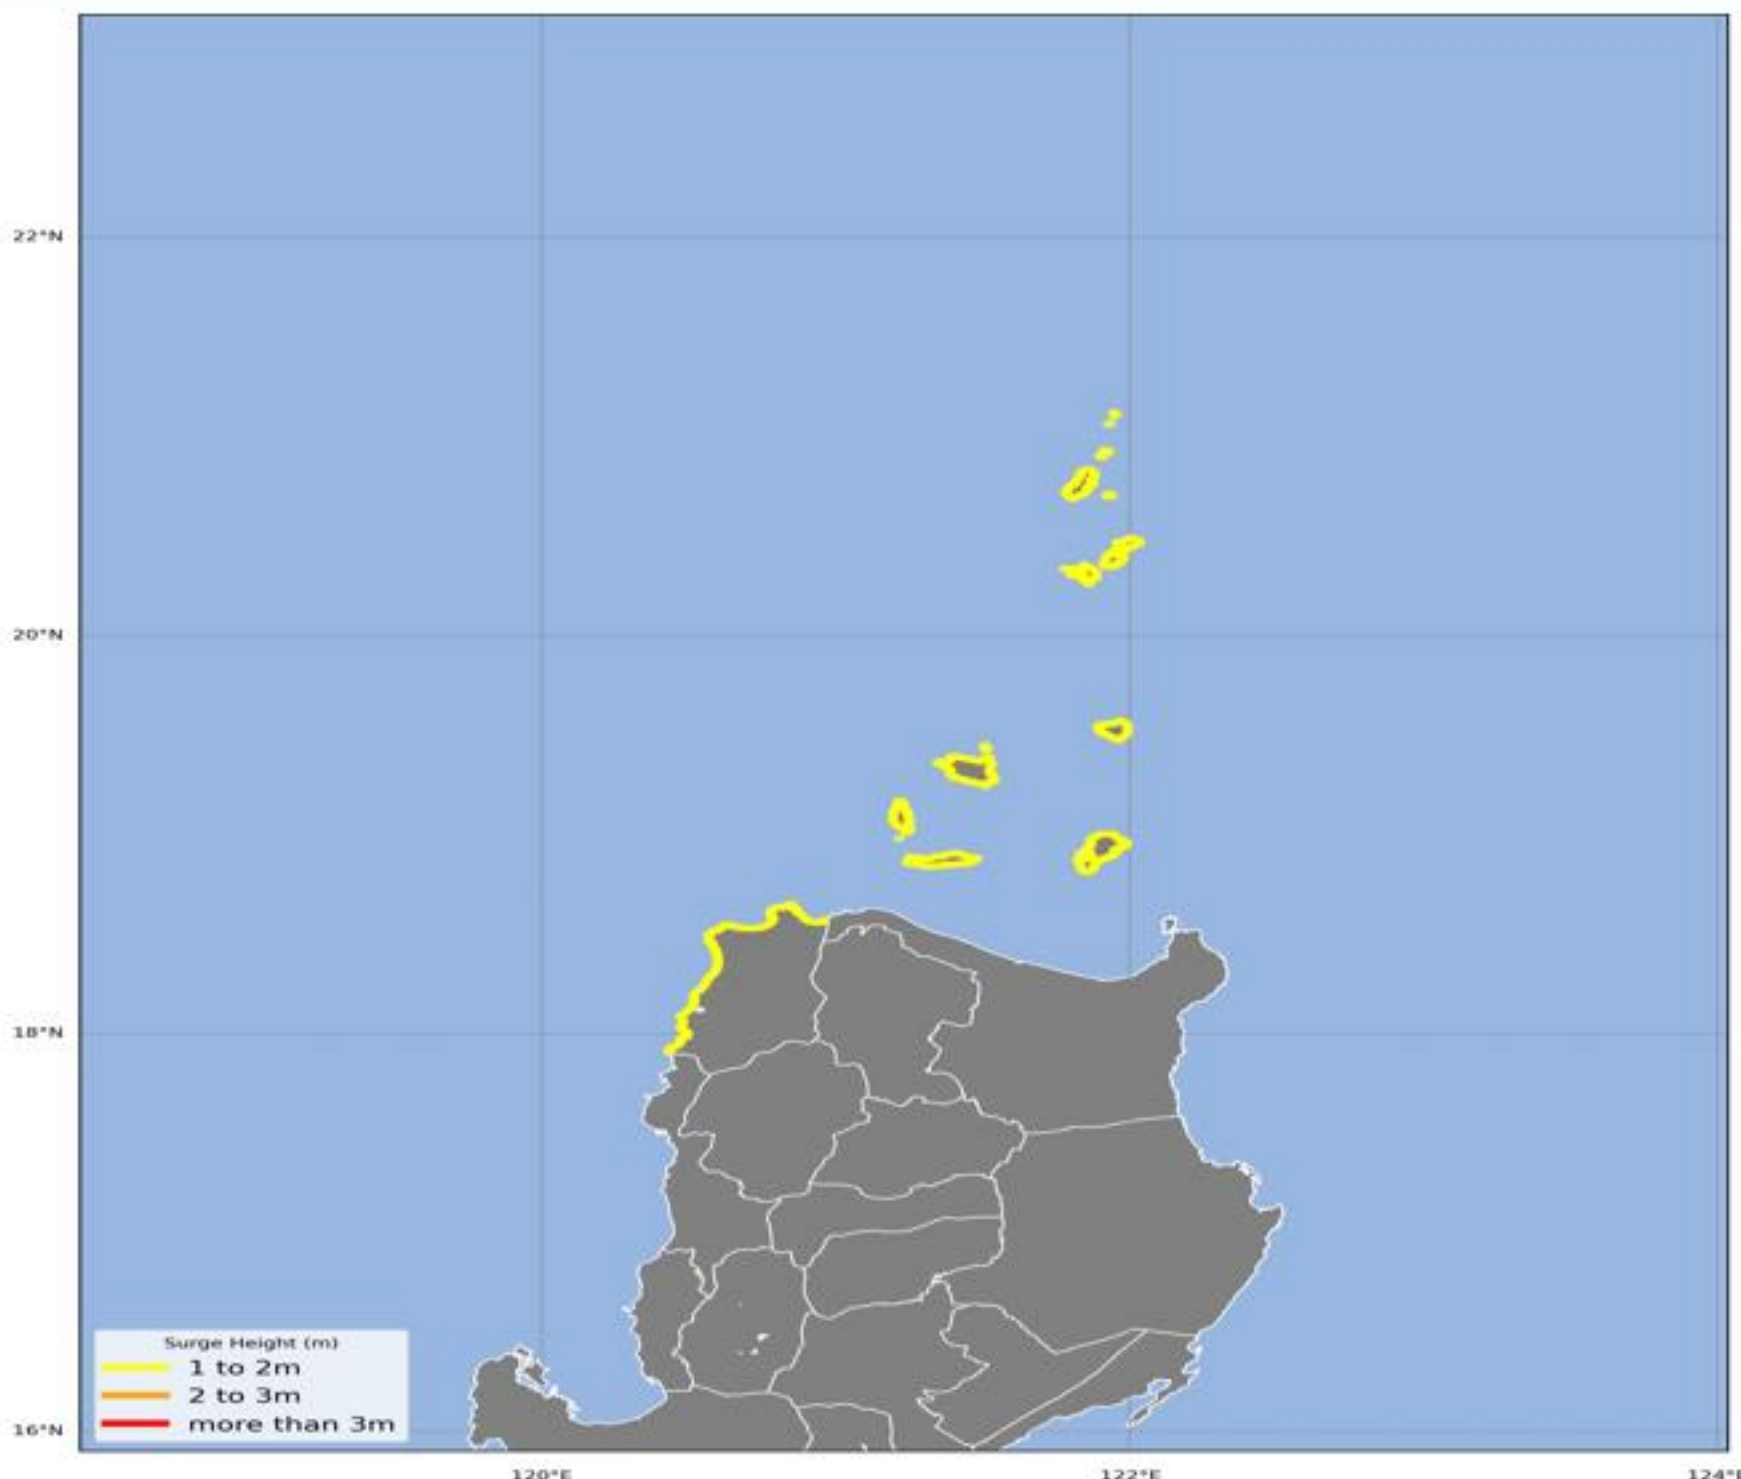 22°N
20°N
18°N
16°N
Surge Height (m)
1 to 2m
2 to 3m
more than 3m
120°E
122°E